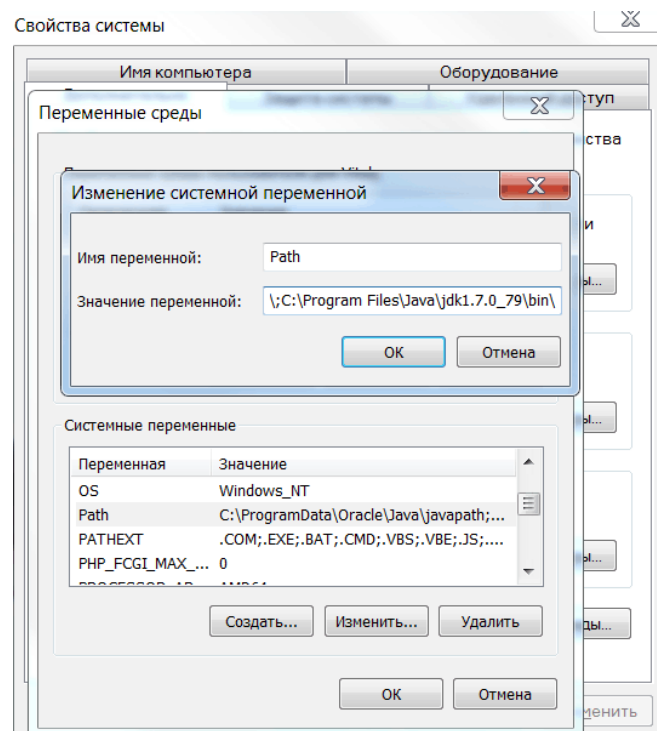 Свойства системы
Имя компьютера
Оборудование
ступ
Переменные среды
ства
Изменение системной переменной
и
Имя переменной:
Path
ы...
Значение переменной:
\;C:\Program Files\Java\jdk1.7.0_79\bin\
OK
Отмена
Системные переменные
ы...
Переменная
Значение
OS
Windows_NT
Path
C:\ProgramData\Oracle\Java\javapath;...
PATHEXT
.COM;.EXE;.BAT;.CMD;.VBS;.VBE;.JS;....
PHP_FCGI_MAX_...
0
ы...
Создать...
Изменить...
Удалить
ды...
OK
Отмена
менить